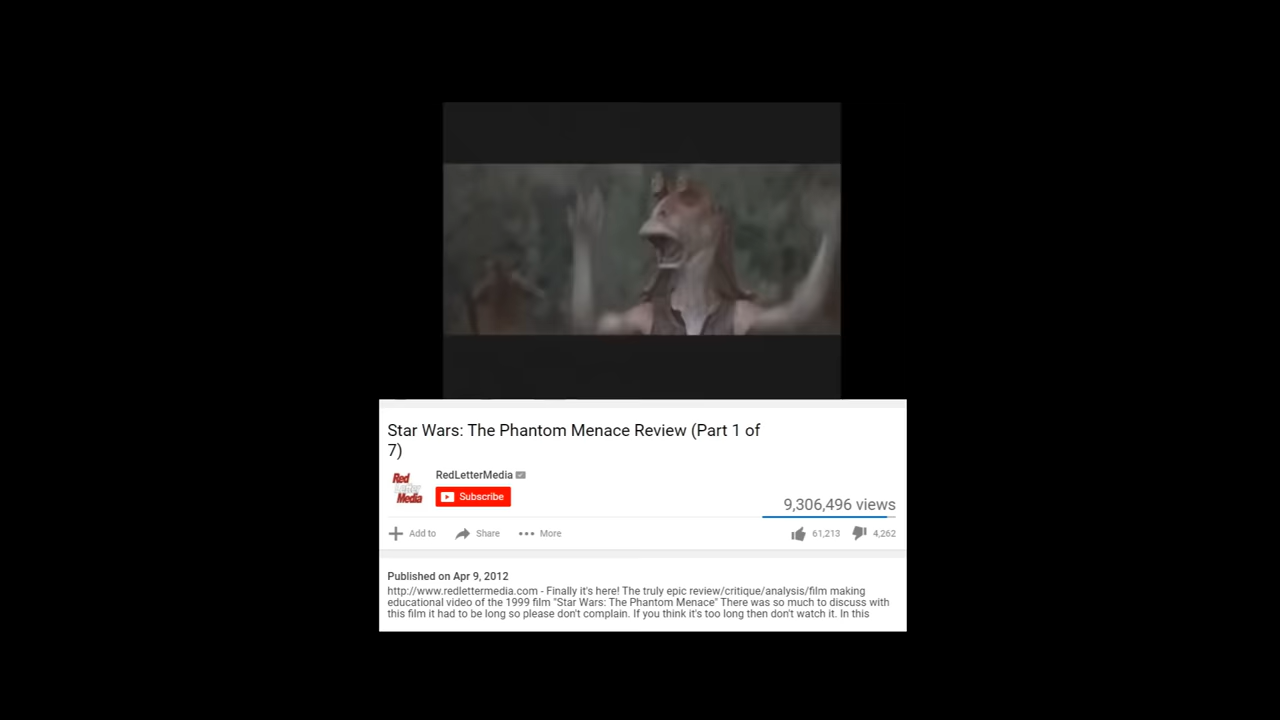 Star Wars: The Phantom Menace Review (Part 1 of
7)
Red
Letter
Media
RedLetterMedia
Subscribe
9,306,496 views
Add to
Share
More
61,213
4,262
Published on Apr 9, 2012
http://www.redlettermedia.com - Finally it's here! The truly epic review/critique/analysis/film making
educational video of the 1999 film "Star Wars: The Phantom Menace" There was so much to discuss with
this film it had to be long so please don't complain. If you think it's too long then don't watch it. In this